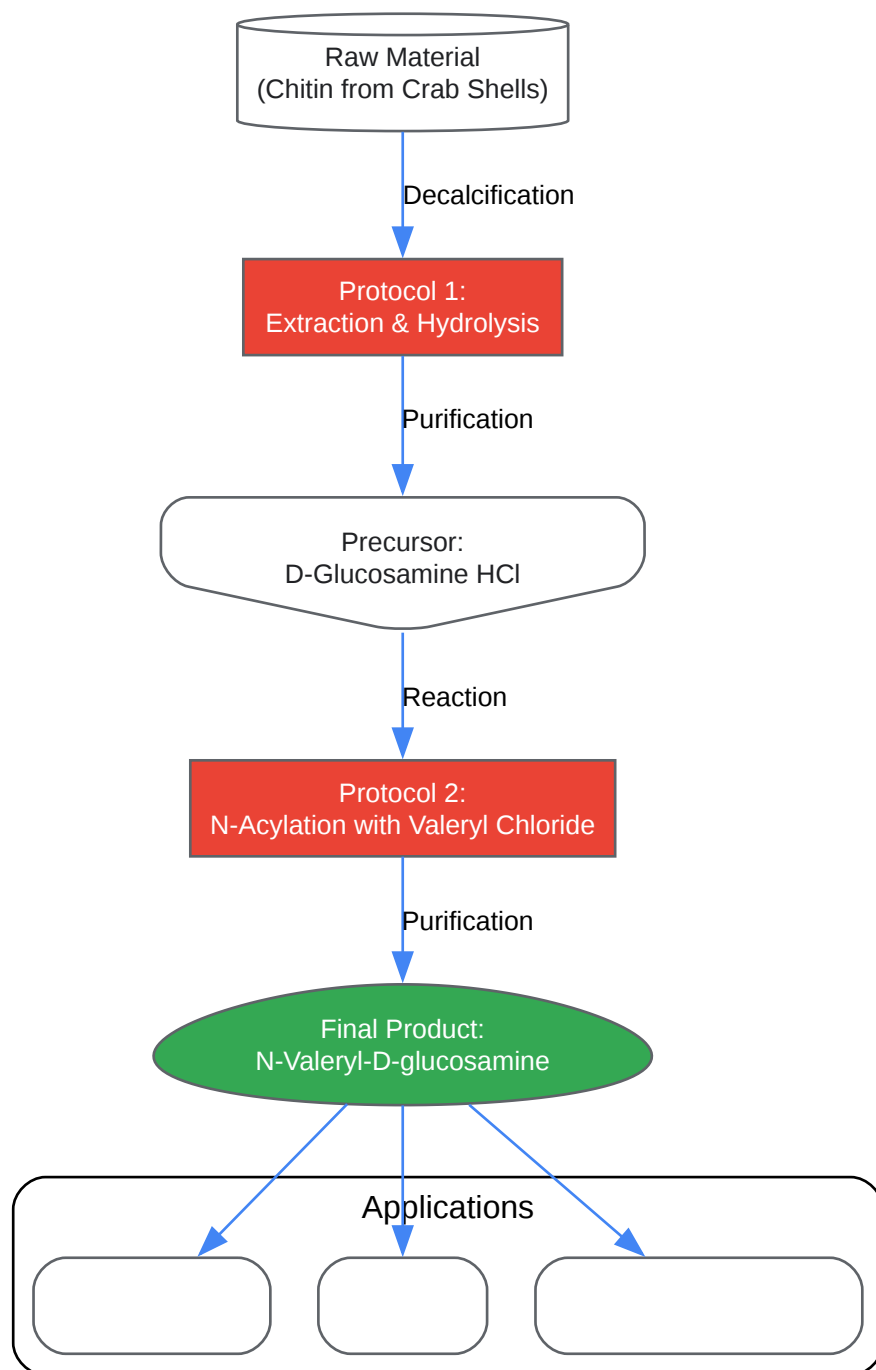 Raw Material
(Chitin from Crab Shells)
Decalcification
Protocol 1:
Extraction & Hydrolysis
Purification
Precursor:
D-Glucosamine HCl
Reaction
Protocol 2:
N-Acylation with Valeryl Chloride
Purification
Final Product:
N-Valeryl-D-glucosamine
Applications